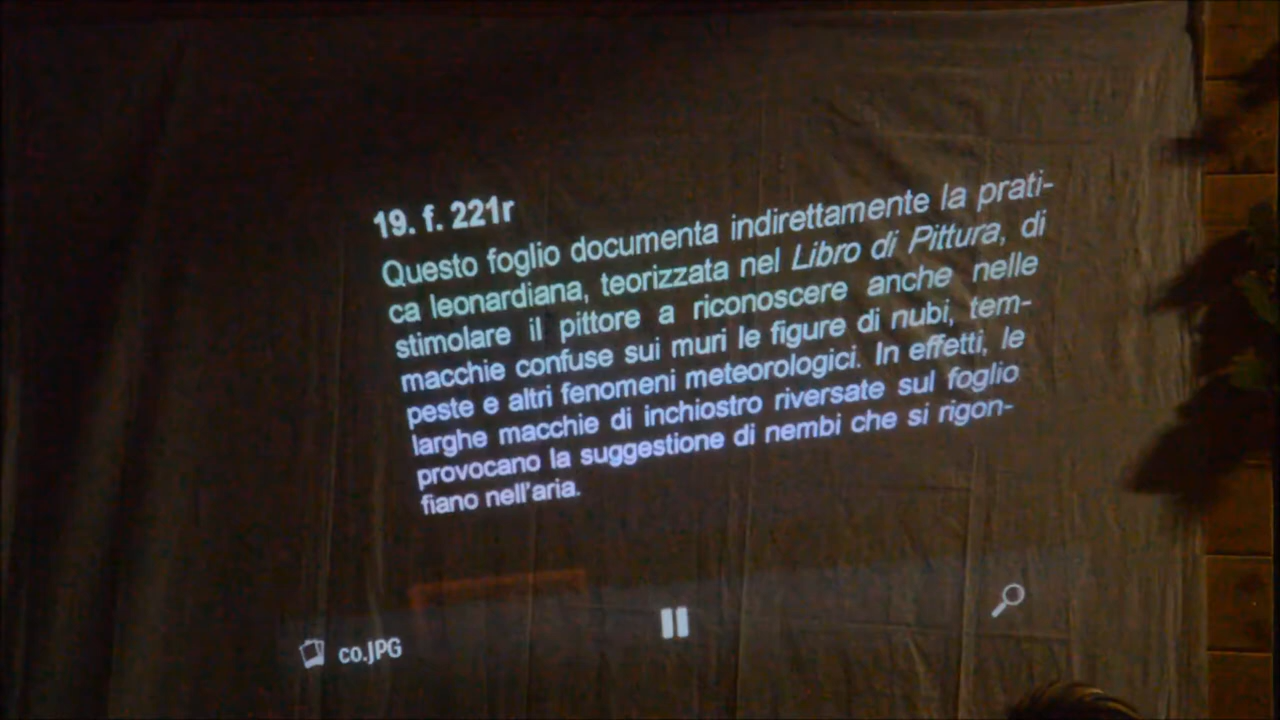 19. f. 221r
Questo foglio documenta indirettamente la prati-
ca leonardiana, teorizzata nel Libro di Pittura, di
stimolare il pittore a riconoscere anche nelle
macchie confuse sui muri le figure di nubi, tem-
peste e altri fenomeni meteorologici. In effetti, le
larghe macchie di inchiostro riversate sul foglio
provocano la suggestione di nembi che si rigon-
fiano nell'aria.
co.JPG